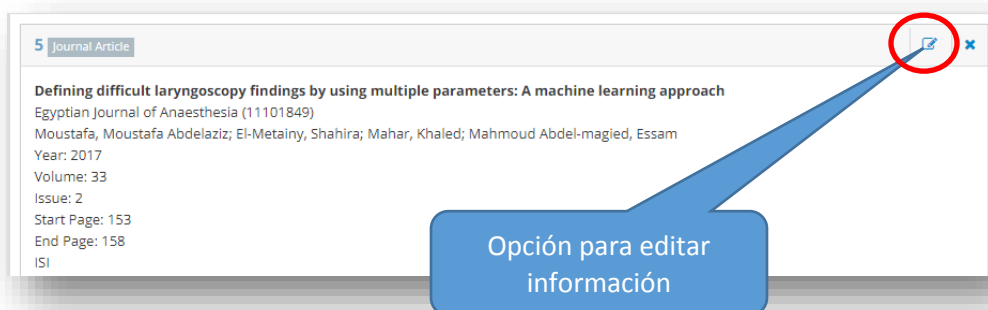 5 Journal Article
Defining difficult laryngoscopy findings by using multiple parameters: A machine learning approach
Egyptian Journal of Anaesthesia (11101849)
Moustafa, Moustafa Abdelaziz; El-Metainy, Shahira; Mahar, Khaled; Mahmoud Abdel-magied, Essam
Year: 2017
Volume: 33
Issue: 2
Start Page: 153
End Page: 158
ISI
Opción para editar
información